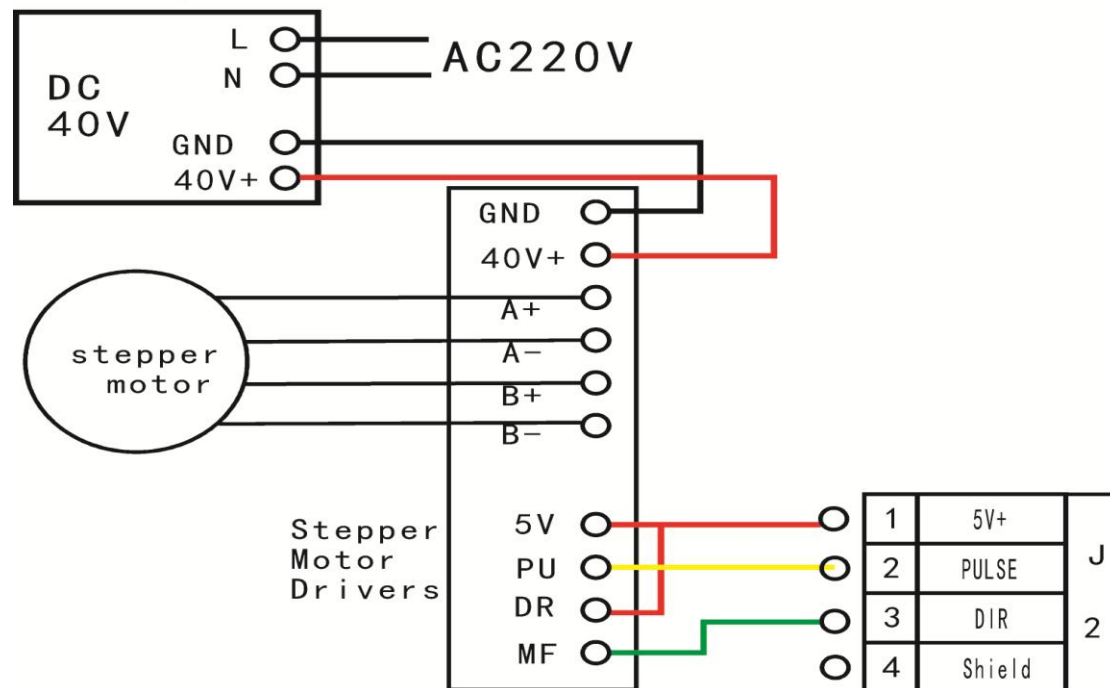 L
N
AC220V
DC
40V
GND
40V+
GND
40V+
A+
A-
B+
B-
stepper
motor
Stepper
Motor
Drivers
5V
PU
DR
MF
1 5V+
2 PULSE
3 DIR
4 Shield
J
2